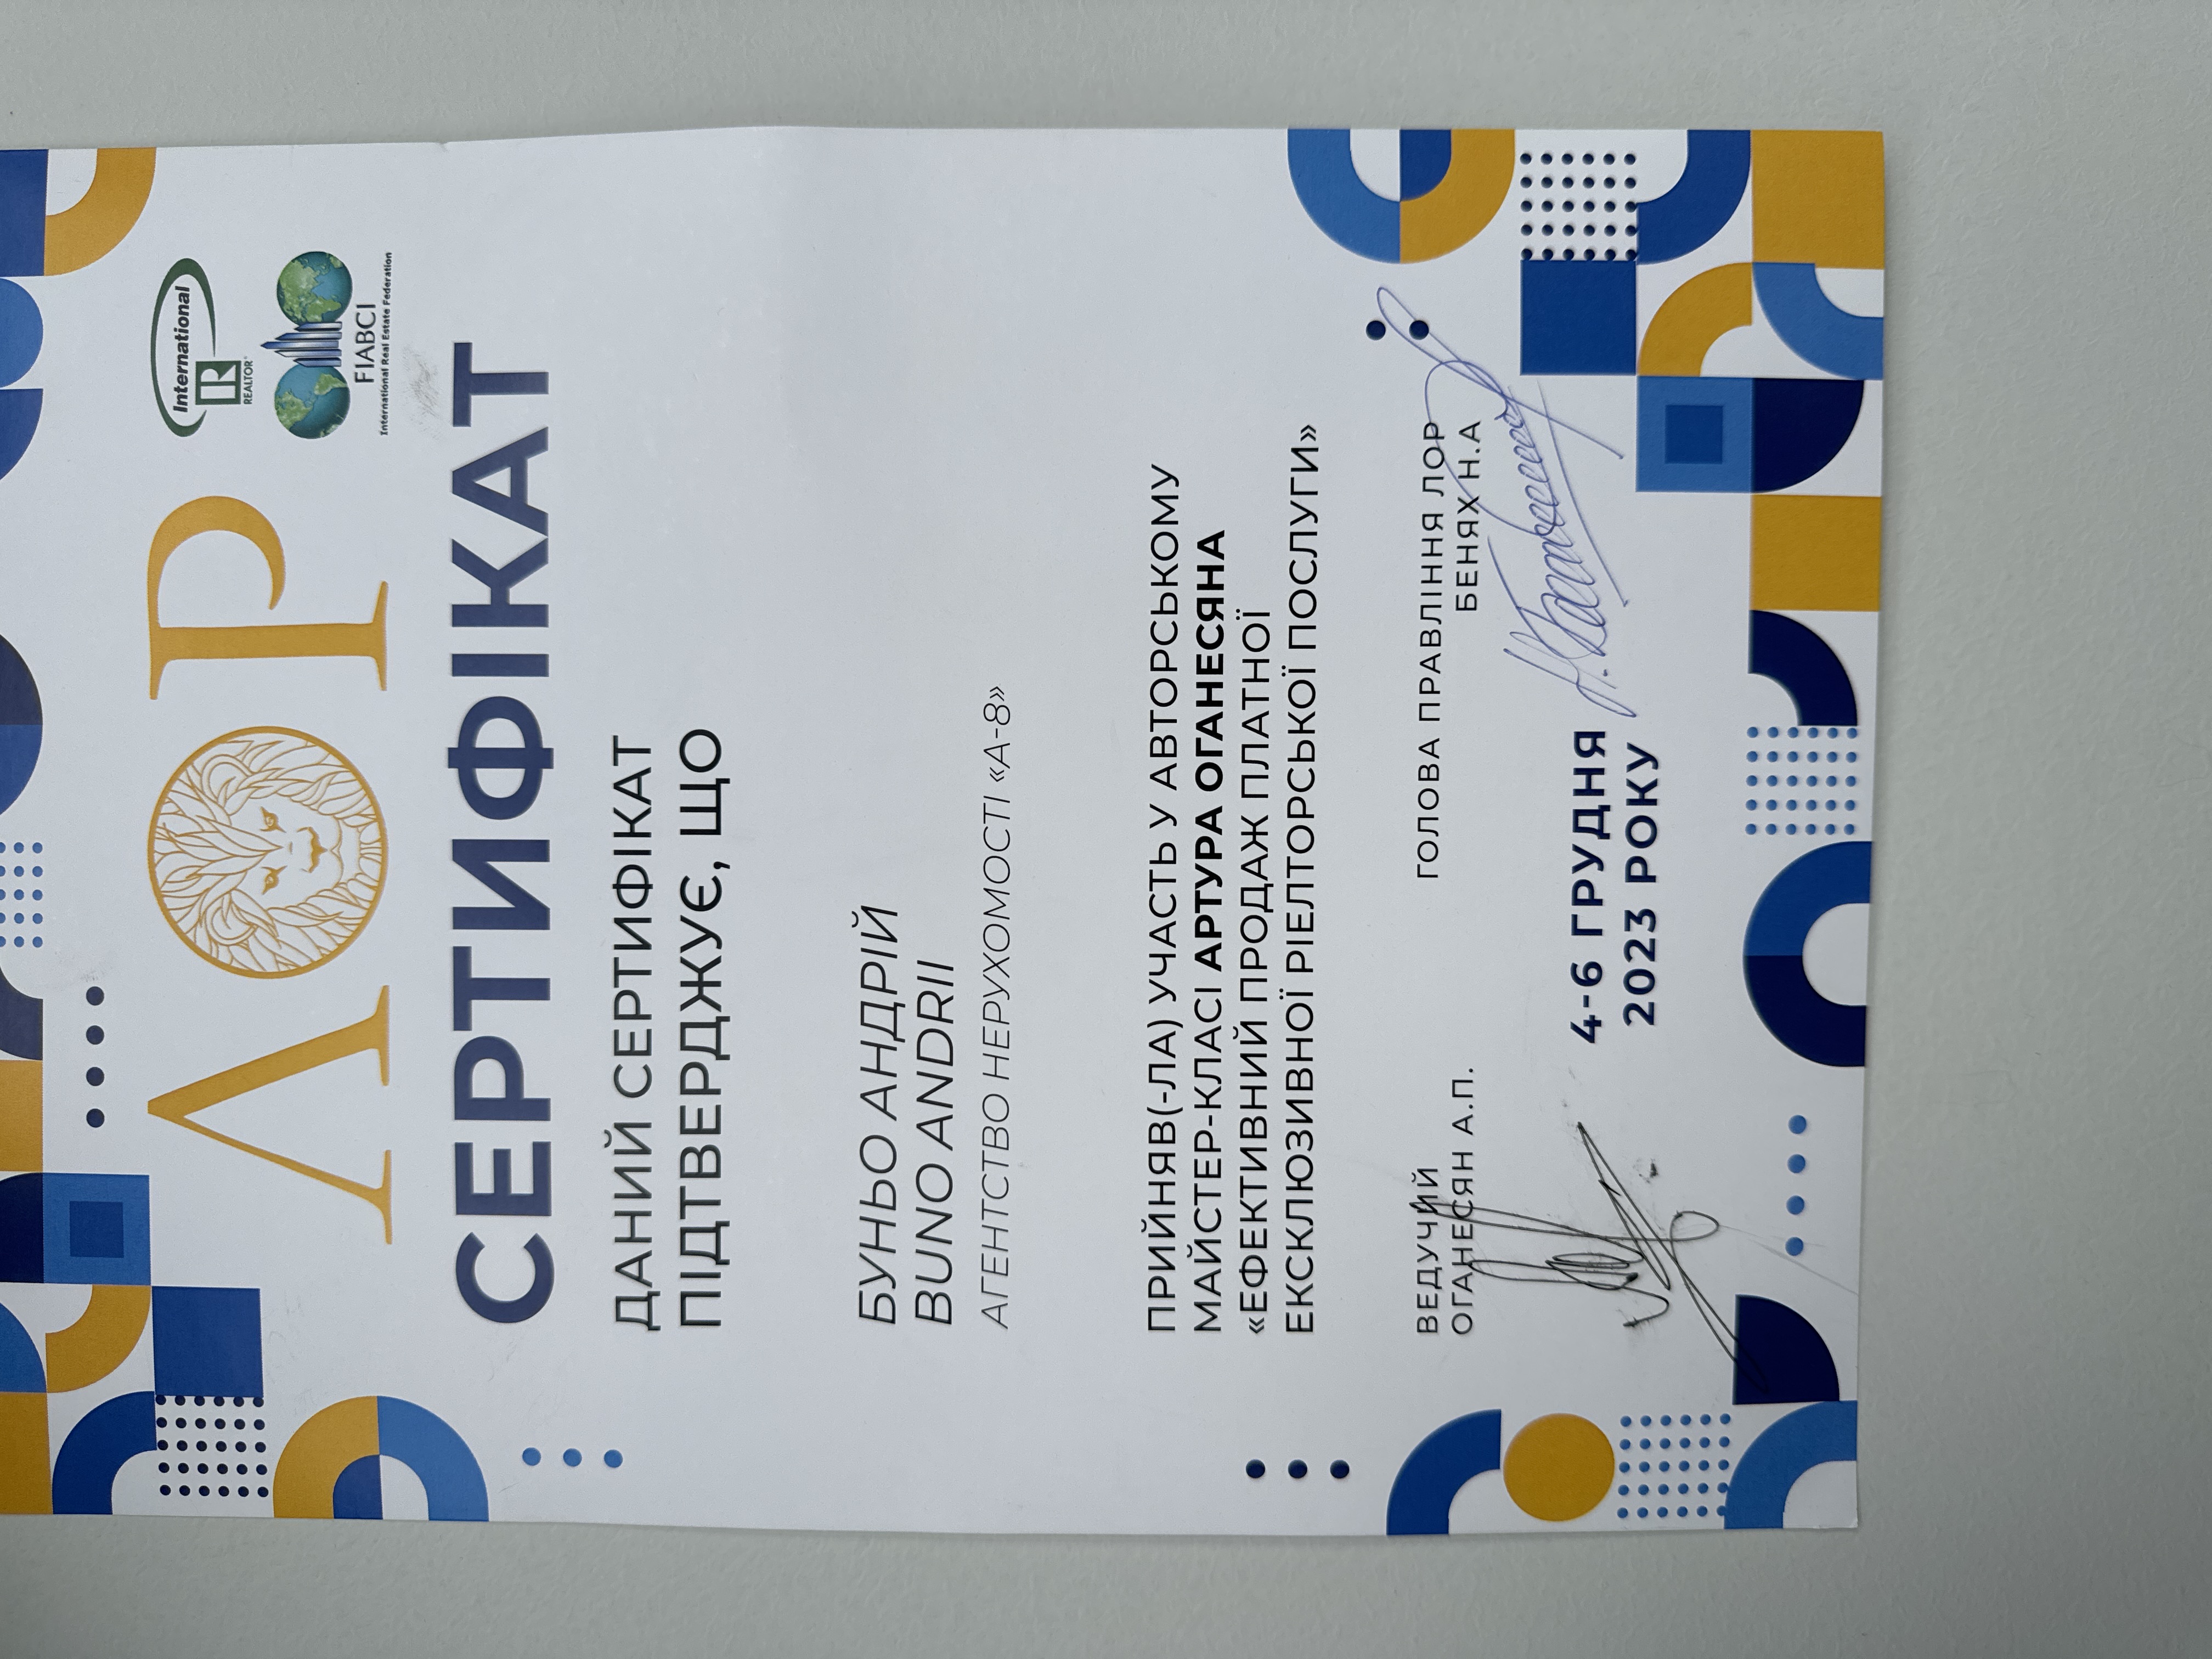 ΛОР
International
R
REALTOR®
FIABCI
International Real Estate Federation
СЕРТИФІКАТ
ДАНИЙ СЕРТИФІКАТ
ПІДТВЕРДЖУЄ, ЩО
БУНЬО АНДРІЙ
BUNO ANDRII
АГЕНТСТВО НЕРУХОМОСТІ «А-8»
ПРИЙНЯВ(-ЛА) УЧАСТЬ У АВТОРСЬКОМУ
МАЙСТЕР-КЛАСІ АРТУРА ОГАНЕСЯНА
«ЕФЕКТИВНИЙ ПРОДАЖ ПЛАТНОЇ
ЕКСКЛЮЗИВНОЇ РІЕЛТОРСЬКОЇ ПОСЛУГИ»
ВЕДУЧИЙ
ОГАНЕСЯН А.П.
ГОЛОВА ПРАВЛІННЯ ЛОР
БЕНЯХ Н.А
4-6 ГРУДНЯ
2023 РОКУ